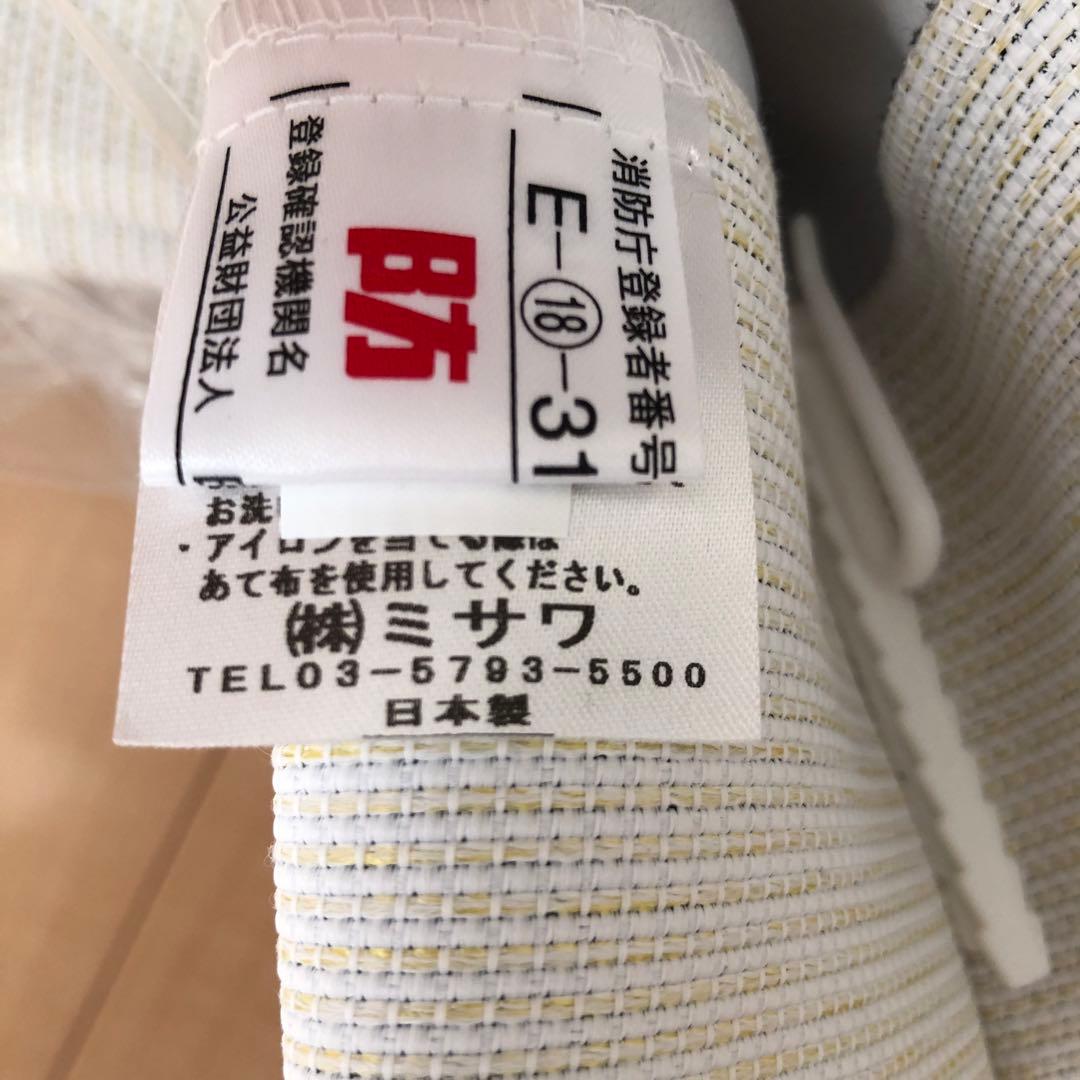 消防庁登録者番号
E-⑱-31
防
登録確認機関名
公益財団法人
お洗
・アイロンを当てる際は
あて布を使用してください。
㈱ミサワ
TEL03-5793-5500
日本製